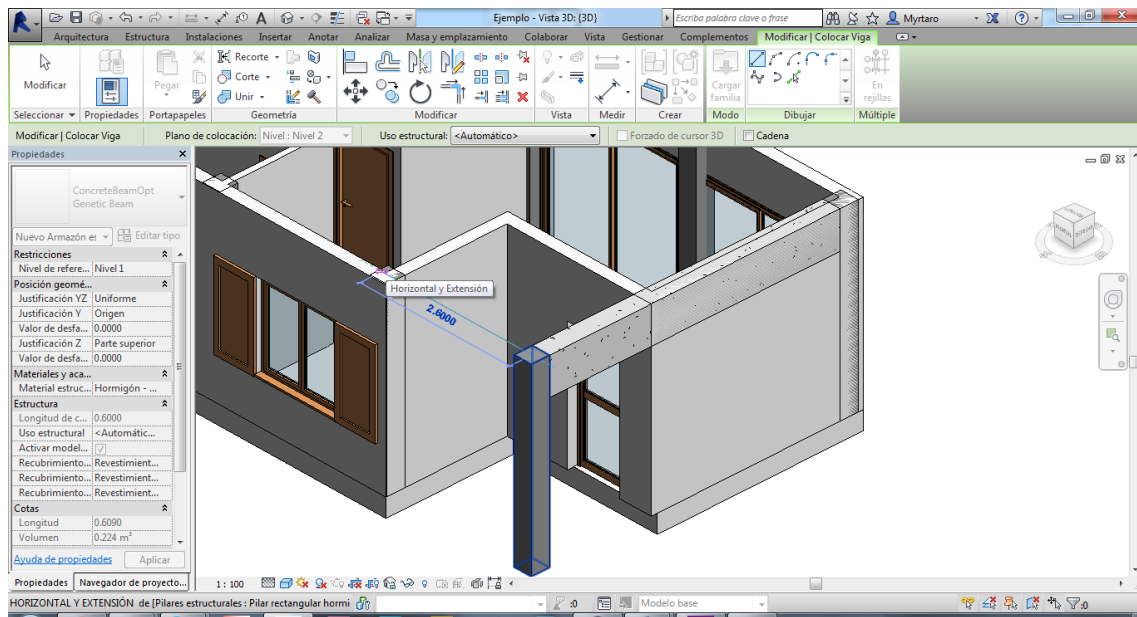 Ejemplo - Vista 3D: {3D}
Escriba palabra clave o frase
Myrtaro
Arquitectura Estructura Instalaciones Insertar Anotar Analizar Masa y emplazamiento Colaborar Vista Gestionar Complementos Modificar | Colocar Viga
Modificar
Pegar
Recorte
Corte
Unir
Cargar familia
En rejillas
Seleccionar Propiedades Portapapeles Geometría Modificar Vista Medir Crear Modo Dibujar Múltiple
Modificar | Colocar Viga Plano de colocación: Nivel : Nivel 2 Uso estructural: <Automático> Forzado de cursor 3D Cadena
Propiedades
ConcreteBeamOpt
Genetic Beam
Nuevo Armazón es Editar tipo
Restricciones
Nivel de refere... Nivel 1
Posición geomé...
Justificación YZ Uniforme
Justificación Y Origen
Valor de desfa... 0.0000
Justificación Z Parte superior
Valor de desfa... 0.0000
Materiales y aca...
Material estruc... Hormigón - ...
Estructura
Longitud de c... 0.6000
Uso estructural <Automátic...
Activar model...
Recubrimiento... Revestimient...
Recubrimiento... Revestimient...
Recubrimiento... Revestimient...
Cotas
Longitud 0.6090
Volumen 0.224 m³
Ayuda de propiedades Aplicar
Propiedades Navegador de proyecto...
Horizontal y Extensión
2.6000
1 : 100
HORIZONTAL Y EXTENSIÓN de [Pilares estructurales : Pilar rectangular hormi
:0
Modelo base
:0